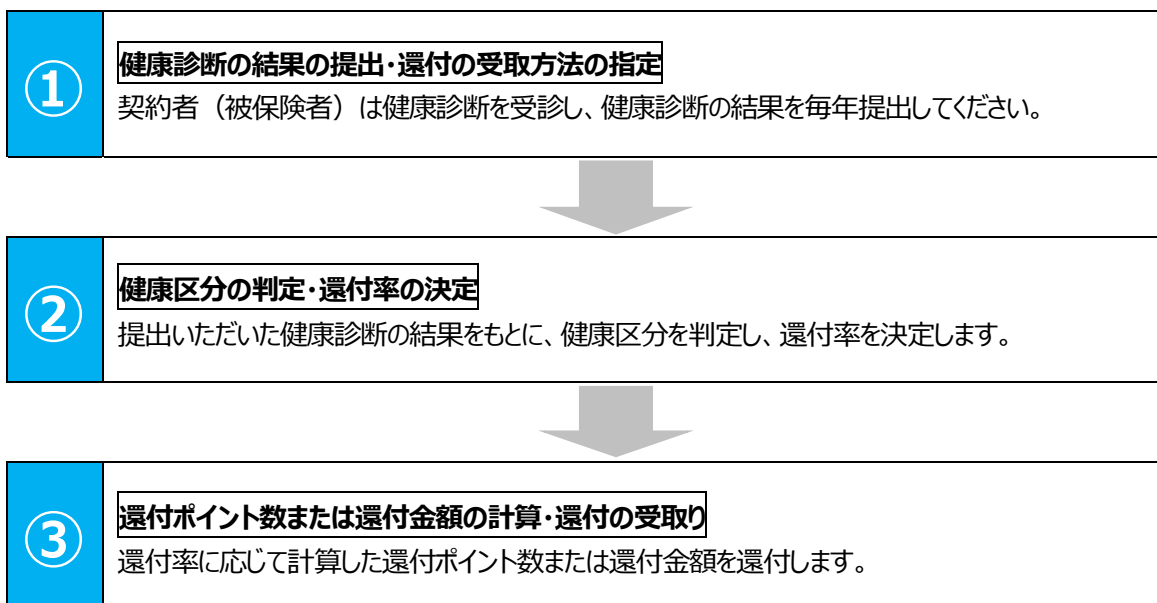 ①
健康診断の結果の提出・還付の受取方法の指定
契約者（被保険者）は健康診断を受診し、健康診断の結果を毎年提出してください。
②
健康区分の判定・還付率の決定
提出いただいた健康診断の結果をもとに、健康区分を判定し、還付率を決定します。
③
還付ポイント数または還付金額の計算・還付の受取り
還付率に応じて計算した還付ポイント数または還付金額を還付します。